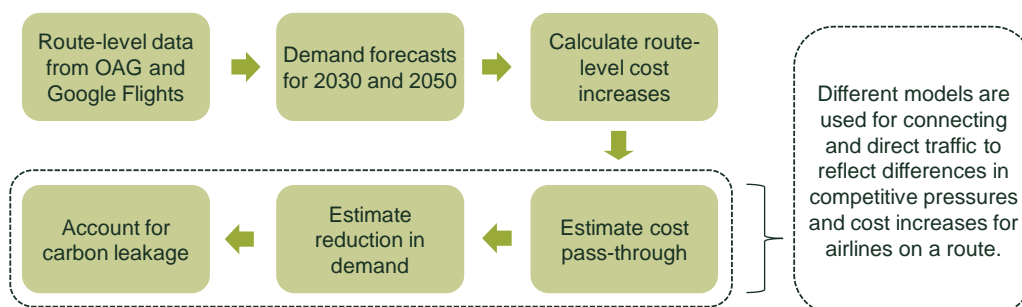 Route-level data
from OAG and
Google Flights
Demand forecasts
for 2030 and 2050
Calculate route-
level cost
increases
Estimate cost
pass-through
Estimate
reduction in
demand
Account for
carbon leakage
Different models are
used for connecting
and direct traffic to
reflect differences in
competitive pressures
and cost increases for
airlines on a route.